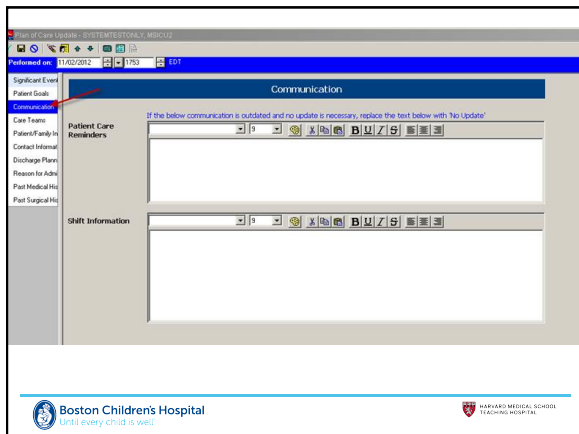 Plan of Care Update - SYSTEMTESTONLY, MSICU2
Performed on: 11/02/2012 1753 EDT
Significant Event
Patient Goals
Communication
Care Teams
Patient/Family In
Contact Informat
Discharge Plann
Reason for Admi
Past Medical His
Past Surgical His
Communication
If the below communication is outdated and no update is necessary, replace the text below with 'No Update'
Patient Care
Reminders
9
B U I S
Shift Information
9
B U I S
Boston Children's Hospital
Until every child is well
HARVARD MEDICAL SCHOOL
TEACHING HOSPITAL